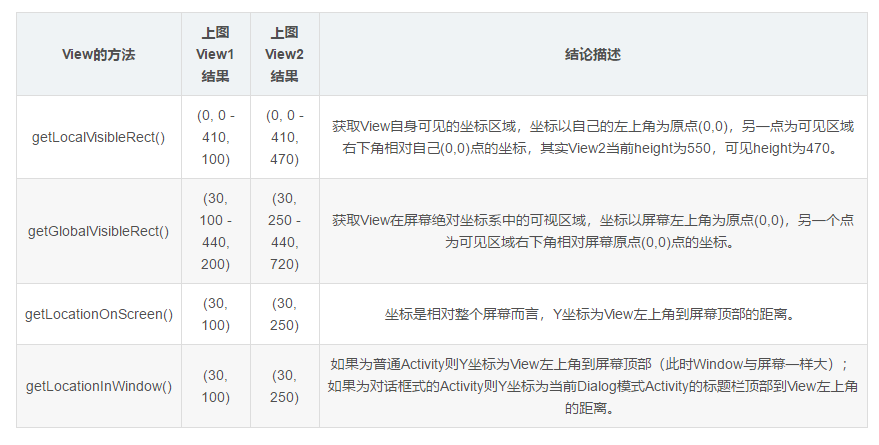 View的方法
上图
View1
结果
上图
View2
结果
结论描述
getLocalVisibleRect()
(0, 0 -
410,
100)
(0, 0 -
410,
470)
获取View自身可见的坐标区域，坐标以自己的左上角为原点(0,0)，另一点为可见区域
右下角相对自己(0,0)点的坐标，其实View2当前height为550，可见height为470。
getGlobalVisibleRect()
(30,
100 -
440,
200)
(30,
250 -
440,
720)
获取View在屏幕绝对坐标系中的可视区域，坐标以屏幕左上角为原点(0,0)，另一个点
为可见区域右下角相对屏幕原点(0,0)点的坐标。
getLocationOnScreen()
(30,
100)
(30,
250)
坐标是相对整个屏幕而言，Y坐标为View左上角到屏幕顶部的距离。
getLocationInWindow()
(30,
100)
(30,
250)
如果为普通Activity则Y坐标为View左上角到屏幕顶部（此时Window与屏幕一样大）；
如果为对话框式的Activity则Y坐标为当前Dialog模式Activity的标题栏顶部到View左上角
的距离。